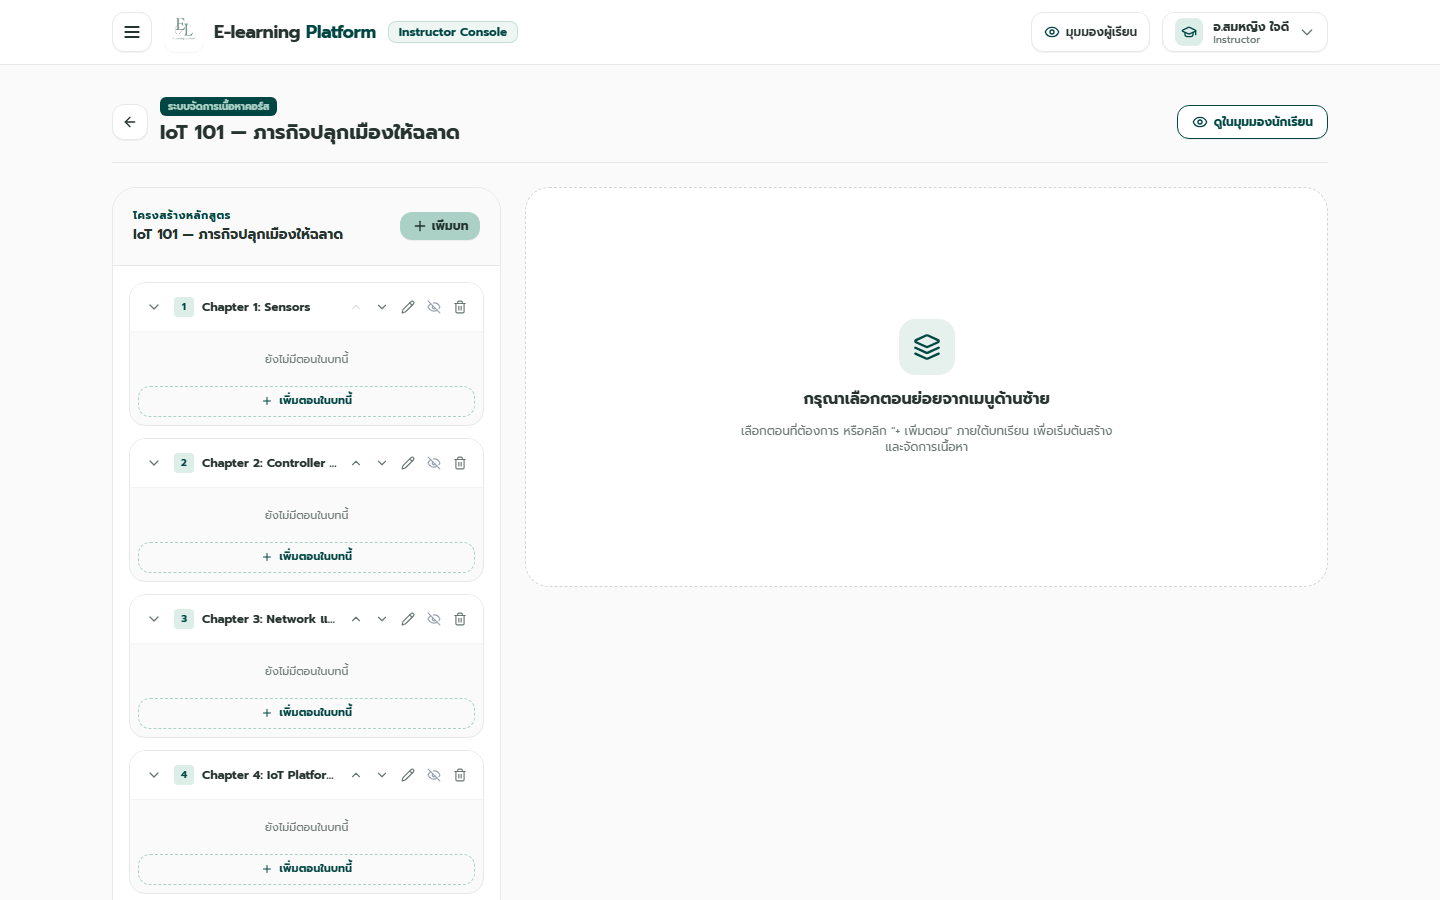 EL
E-learning Platform
Instructor Console
มุมมองผู้เรียน
อ.สมหญิง ใจดี
Instructor
ระบบจัดการเนื้อหาคอร์ส
IoT 101 — ภารกิจปลุกเมืองให้ฉลาด
ดูในมุมมองนักเรียน
โครงสร้างหลักสูตร
IoT 101 — ภารกิจปลุกเมืองให้ฉลาด
+ เพิ่มบท
1 Chapter 1: Sensors
ยังไม่มีตอนในบทนี้
+ เพิ่มตอนในบทนี้
2 Chapter 2: Controller ...
ยังไม่มีตอนในบทนี้
+ เพิ่มตอนในบทนี้
3 Chapter 3: Network แ...
ยังไม่มีตอนในบทนี้
+ เพิ่มตอนในบทนี้
4 Chapter 4: IoT Platfor...
ยังไม่มีตอนในบทนี้
+ เพิ่มตอนในบทนี้
กรุณาเลือกตอนย่อยจากเมนูด้านซ้าย
เลือกตอนที่ต้องการ หรือคลิก "+ เพิ่มตอน" ภายใต้บทเรียน เพื่อเริ่มต้นสร้าง
และจัดการเนื้อหา